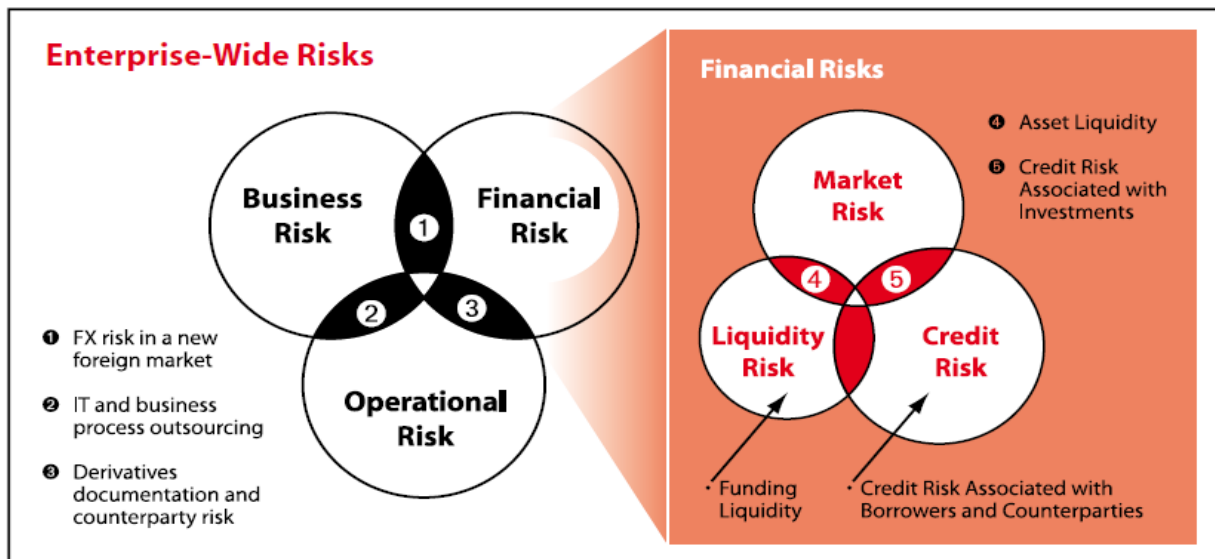 Enterprise-Wide Risks
Business
Risk
Financial
Risk
Operational
Risk
1
2
3
❶ FX risk in a new
foreign market
❷ IT and business
process outsourcing
❸ Derivatives
documentation and
counterparty risk
Financial Risks
❹ Asset Liquidity
❺ Credit Risk
Associated with
Investments
Market
Risk
4
5
Liquidity
Risk
Credit
Risk
· Funding
Liquidity
· Credit Risk Associated with
Borrowers and Counterparties